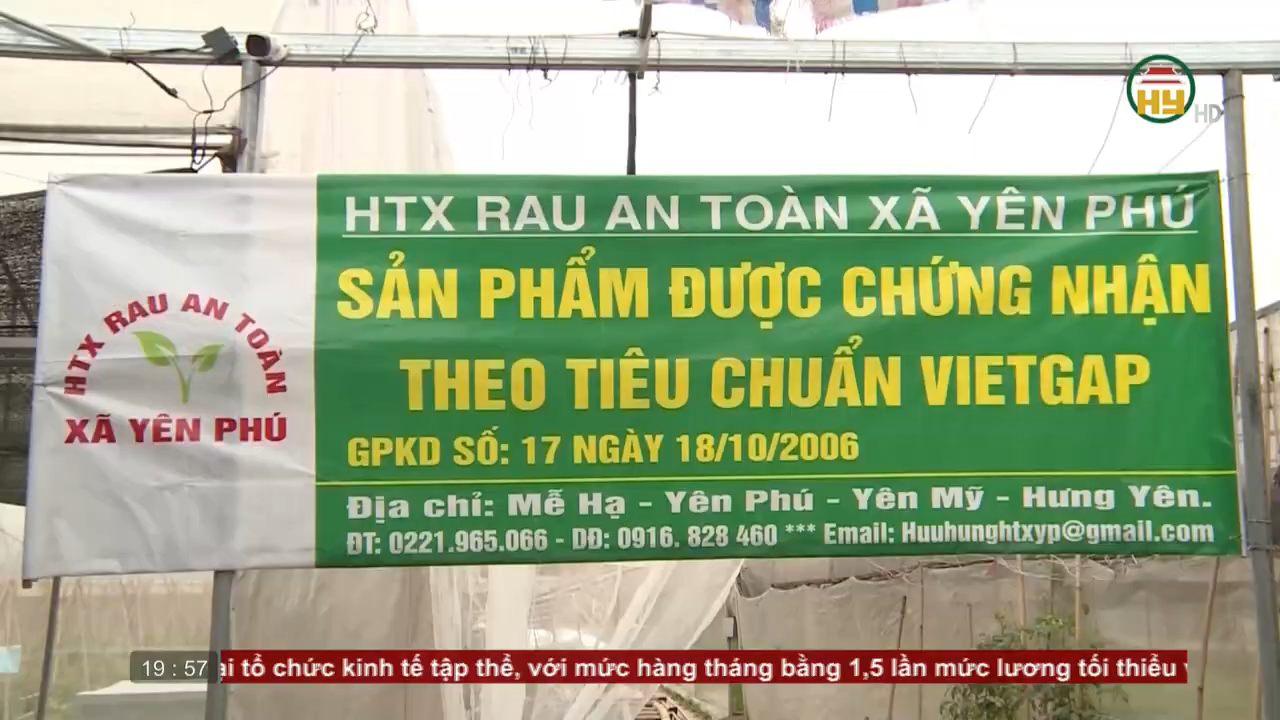 HY HD
HTX RAU AN TOÀN XÃ YÊN PHÚ
SẢN PHẨM ĐƯỢC CHỨNG NHẬN
THEO TIÊU CHUẨN VIETGAP
GPKD SỐ: 17 NGÀY 18/10/2006
Địa chỉ: Mễ Hạ - Yên Phú - Yên Mỹ - Hưng Yên.
ĐT: 0221.965.066 - DĐ: 0916. 828 460 *** Email: Huuhunghtxyp@gmail.com
HTX RAU AN TOÀN
XÃ YÊN PHÚ
19 : 57 ại tổ chức kinh tế tập thể, với mức hàng tháng bằng 1,5 lần mức lương tối thiểu